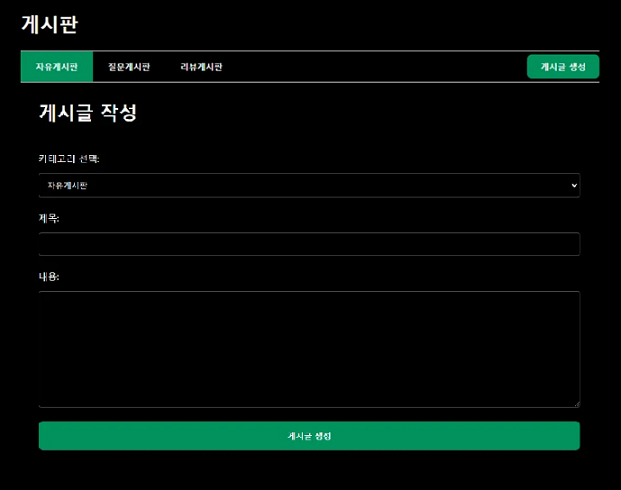 게시판
자유게시판 질문게시판 리뷰게시판 게시글 생성
게시글 작성
카테고리 선택:
자유게시판
제목:
내용:
게시글 생성